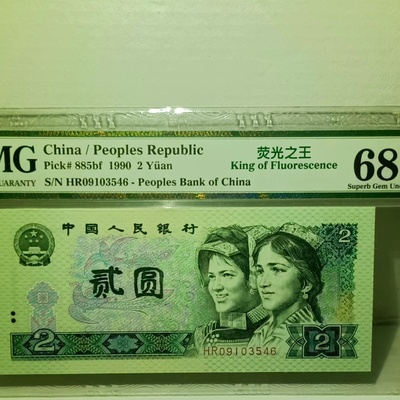 MG
GUARANTY
China / Peoples Republic
Pick# 885bf 1990 2 Yüan
S/N HR09103546 - Peoples Bank of China
荧光之王
King of Fluorescence
68
Superb Gem Un
中国人民银行
贰圆
2
2
2
HR09103546